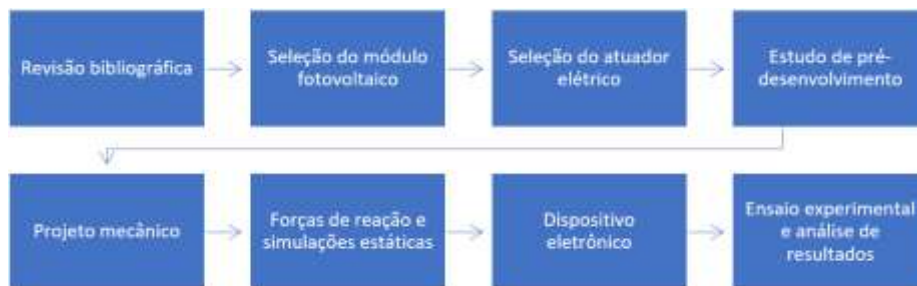 Revisão bibliográfica
Seleção do módulo
fotovoltaico
Seleção do atuador
elétrico
Estudo de pré-
desenvolvimento
Projeto mecânico
Forças de reação e
simulações estáticas
Dispositivo
eletrônico
Ensaio experimental
e análise de
resultados